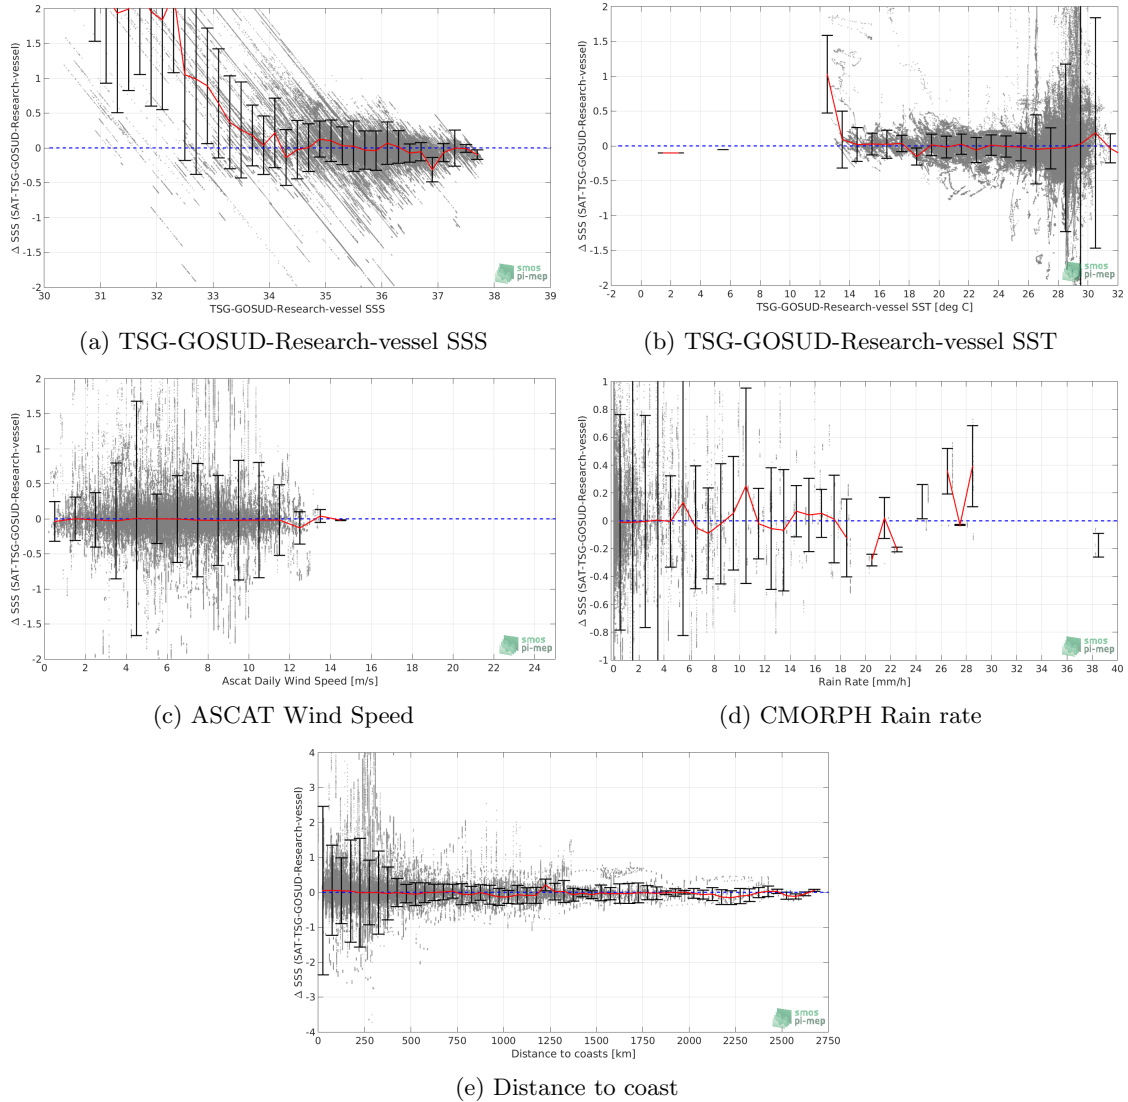 2
1.5
1
0.5
0
-0.5
-1
-1.5
-2
Δ SSS (SAT-TSG-GOSUD-Research-vessel)
30 31 32 33 34 35 36 37 38 39
TSG-GOSUD-Research-vessel SSS
smos
pi-mep
(a) TSG-GOSUD-Research-vessel SSS
2
1.5
1
0.5
0
-0.5
-1
-1.5
-2
Δ SSS (SAT-TSG-GOSUD-Research-vessel)
-2 0 2 4 6 8 10 12 14 16 18 20 22 24 26 28 30 32
TSG-GOSUD-Research-vessel SST [deg C]
smos
pi-mep
(b) TSG-GOSUD-Research-vessel SST
2
1.5
1
0.5
0
-0.5
-1
-1.5
-2
Δ SSS (SAT-TSG-GOSUD-Research-vessel)
0 2 4 6 8 10 12 14 16 18 20 22 24
Ascat Daily Wind Speed [m/s]
smos
pi-mep
(c) ASCAT Wind Speed
1
0.8
0.6
0.4
0.2
0
-0.2
-0.4
-0.6
-0.8
-1
Δ SSS (SAT-TSG-GOSUD-Research-vessel)
0 2 4 6 8 10 12 14 16 18 20 22 24 26 28 30 32 34 36 38 40
Rain Rate [mm/h]
smos
pi-mep
(d) CMORPH Rain rate
4
3
2
1
0
-1
-2
-3
-4
Δ SSS (SAT-TSG-GOSUD-Research-vessel)
0 250 500 750 1000 1250 1500 1750 2000 2250 2500 2750
Distance to coasts [km]
smos
pi-mep
(e) Distance to coast